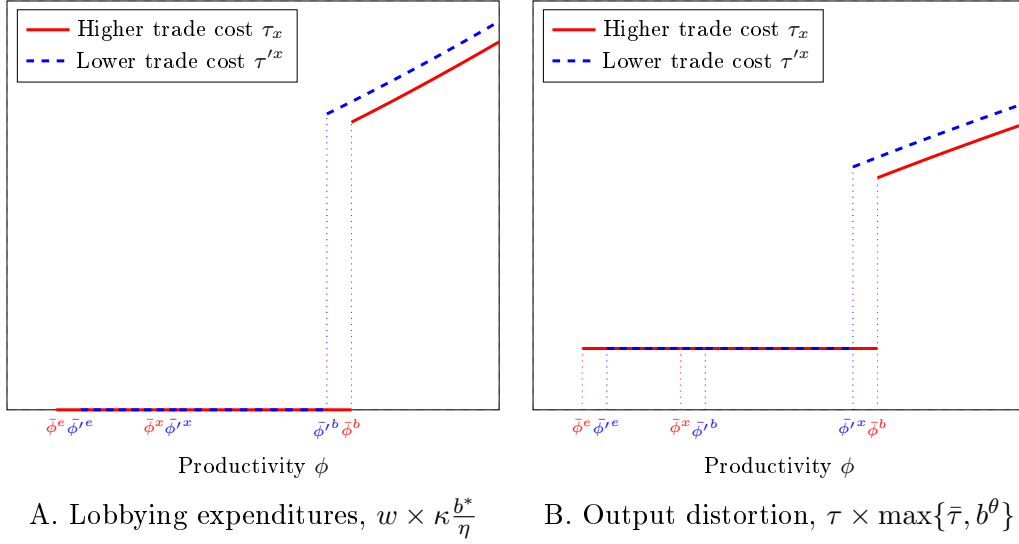 Higher trade cost τ_x
Lower trade cost τ'^x
ϕ̄^e ϕ̄'^e ϕ̄^x ϕ̄'^x ϕ̄'^b ϕ̄^b
Productivity ϕ
A. Lobbying expenditures, w × κ b*/η
Higher trade cost τ_x
Lower trade cost τ'^x
ϕ̄^e ϕ̄'^e ϕ̄^x ϕ̄'^b ϕ̄'^x ϕ̄^b
Productivity ϕ
B. Output distortion, τ × max{τ̄, b^θ}